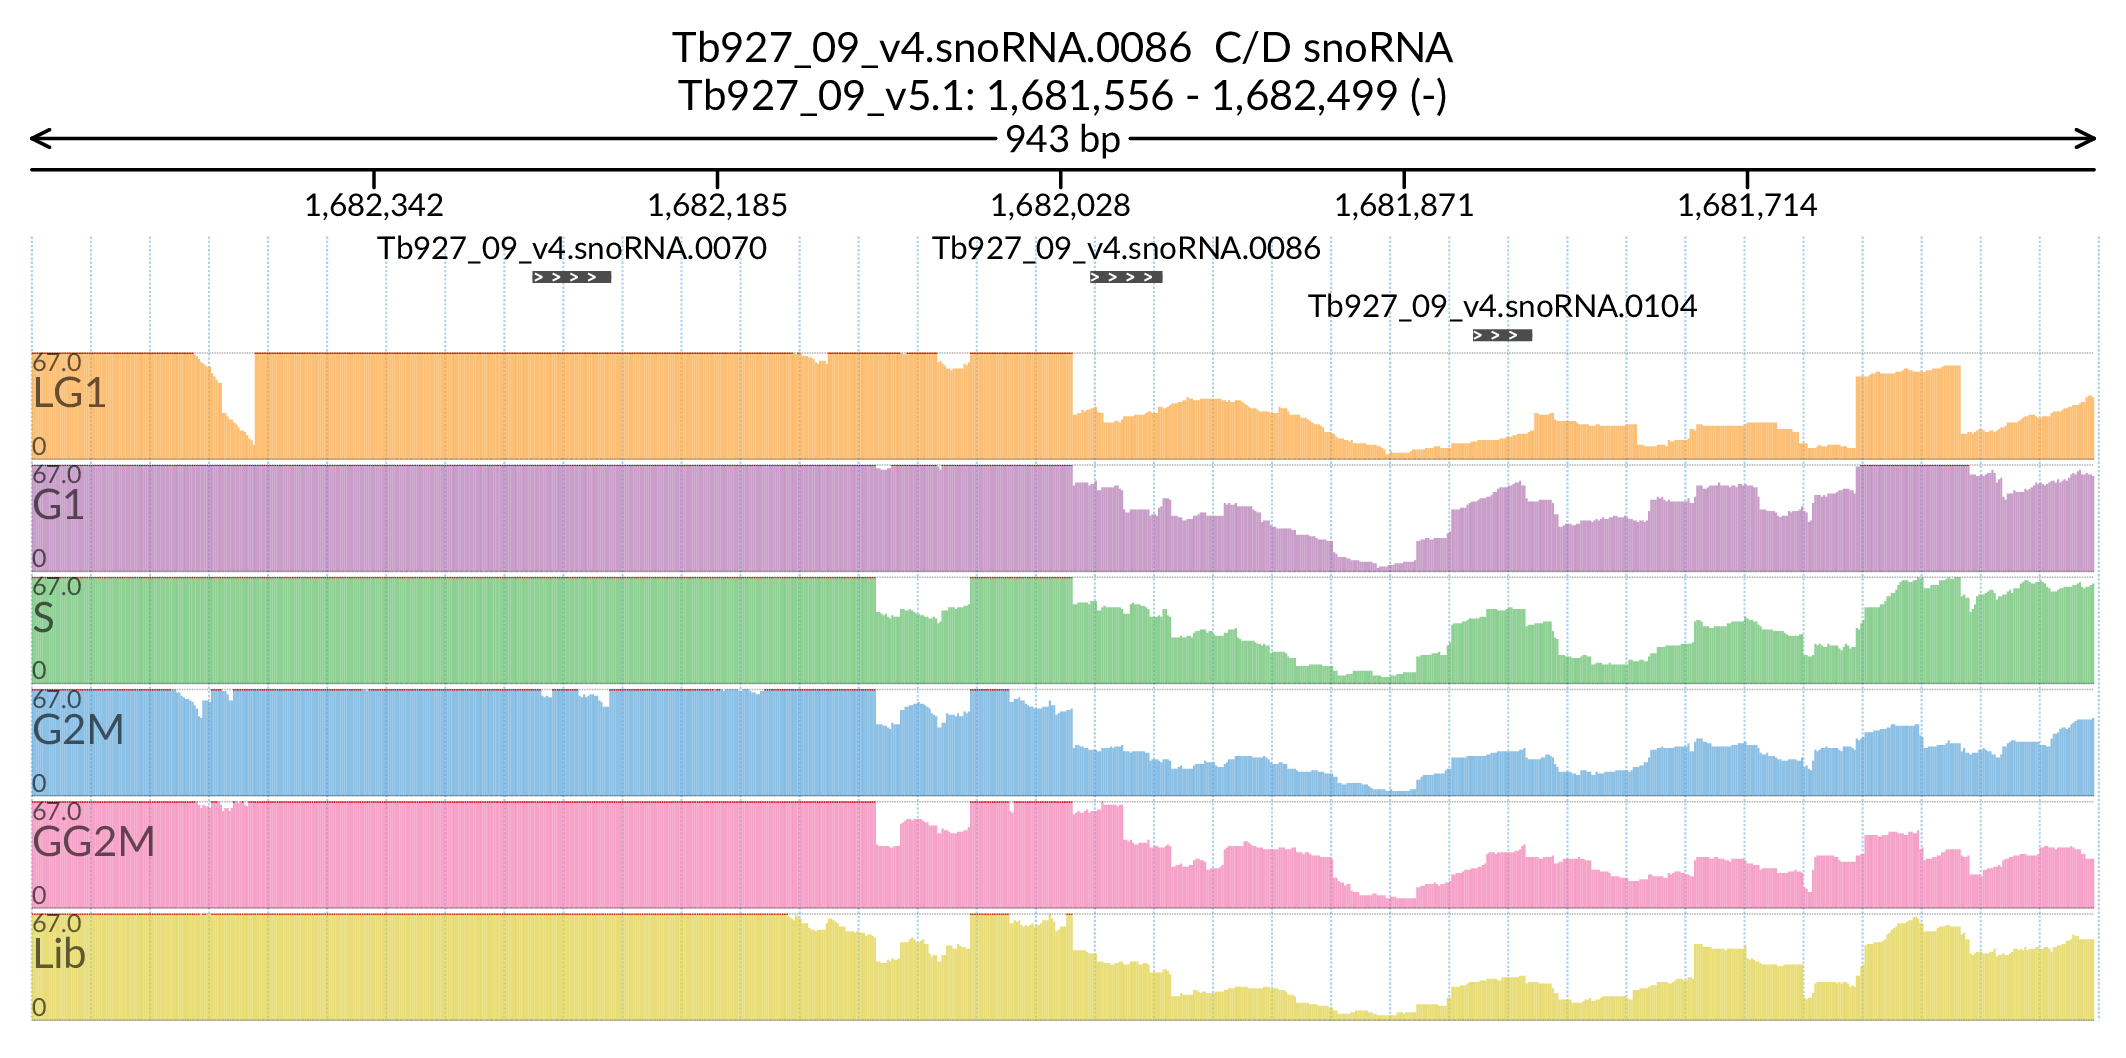 Tb927_09_v4.snoRNA.0086 C/D snoRNA
Tb927_09_v5.1: 1,681,556 - 1,682,499 (-)
943 bp
1,682,342 1,682,185 1,682,028 1,681,871 1,681,714
Tb927_09_v4.snoRNA.0070 Tb927_09_v4.snoRNA.0086
Tb927_09_v4.snoRNA.0104
67.0
LG1
0
67.0
G1
0
67.0
S
0
67.0
G2M
0
67.0
GG2M
0
67.0
Lib
0